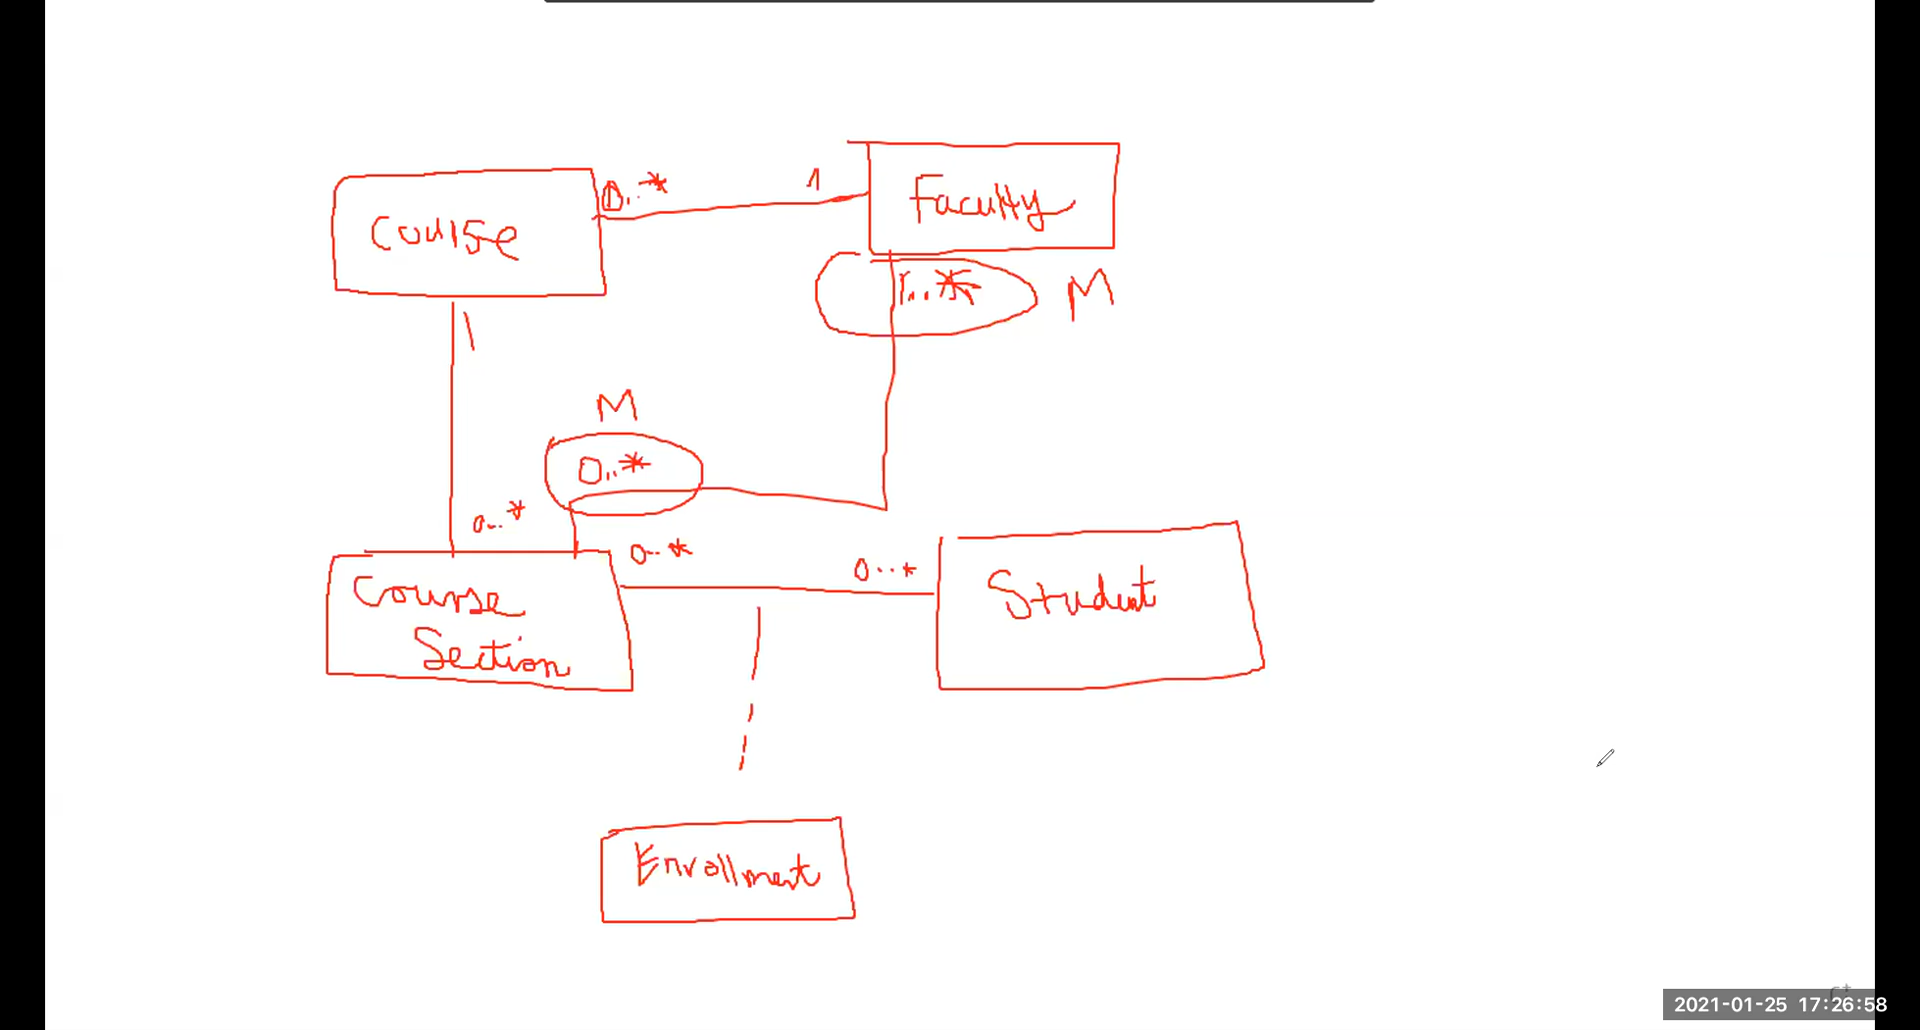 Course
0..*
1
Faculty
1..*
M
1
M
0..*
0..*
0..*
0..*
Course
Section
Student
Enrollment
2021-01-25 17:26:58